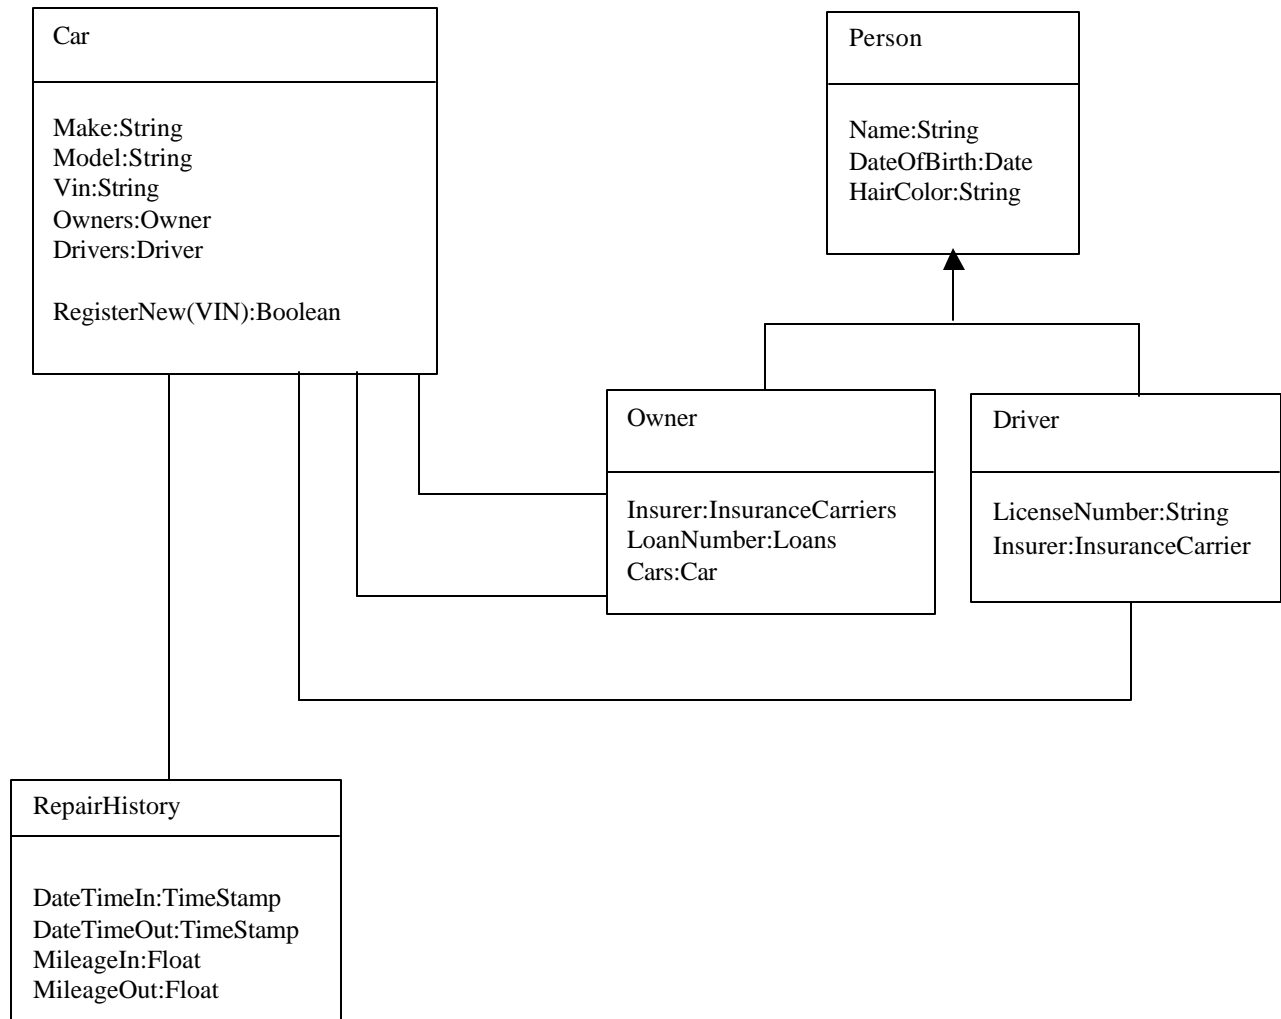 Car
Make:String
Model:String
Vin:String
Owners:Owner
Drivers:Driver
RegisterNew(VIN):Boolean
Person
Name:String
DateOfBirth:Date
HairColor:String
Owner
Insurer:InsuranceCarriers
LoanNumber:Loans
Cars:Car
Driver
LicenseNumber:String
Insurer:InsuranceCarrier
RepairHistory
DateTimeIn:TimeStamp
DateTimeOut:TimeStamp
MileageIn:Float
MileageOut:Float